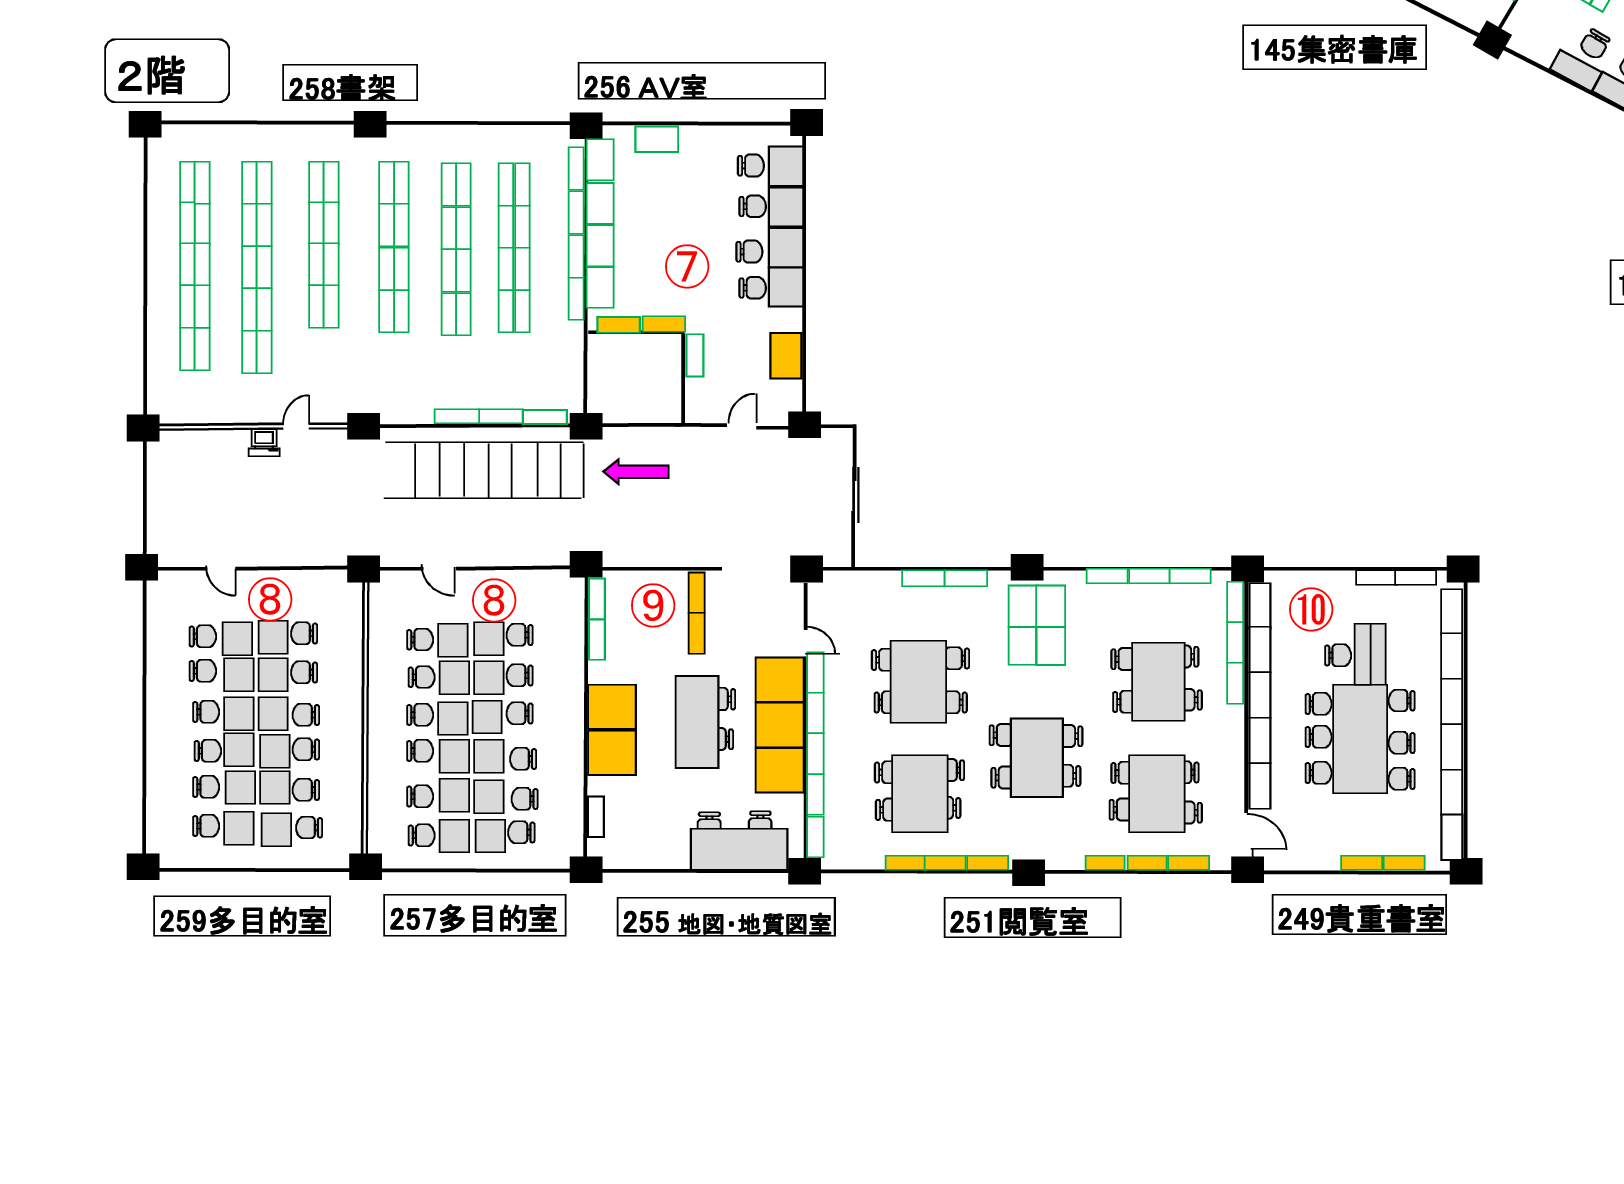 2階
258書架
256 AV室
145集密書庫
⑦
⑧
⑧
⑨
⑩
259多目的室
257多目的室
255 地図・地質図室
251閲覧室
249貴重書室